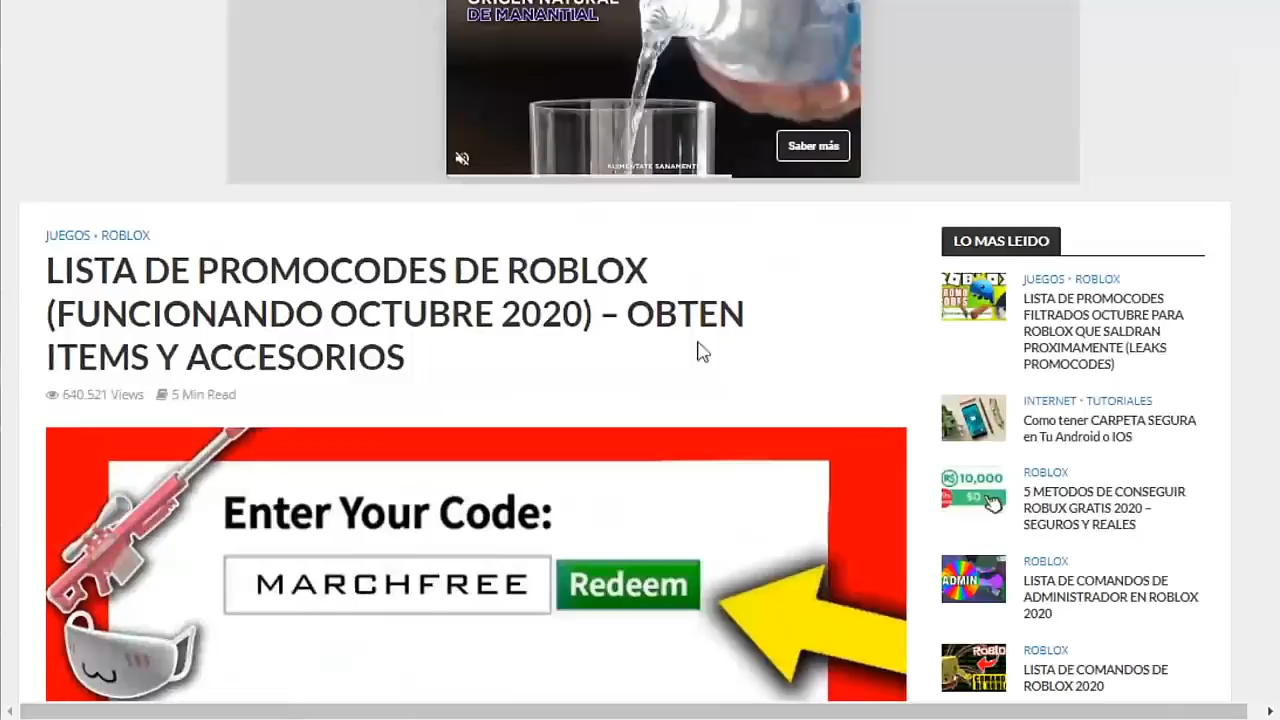 DE MANANTIAL
Saber más
JUEGOS • ROBLOX
LISTA DE PROMOCODES DE ROBLOX
(FUNCIONANDO OCTUBRE 2020) – OBTEN
ITEMS Y ACCESORIOS
640.521 Views 5 Min Read
Enter Your Code:
MARCHFREE
Redeem
LO MAS LEIDO
JUEGOS • ROBLOX
LISTA DE PROMOCODES
FILTRADOS OCTUBRE PARA
ROBLOX QUE SALDRAN
PROXIMAMENTE (LEAKS
PROMOCODES)
INTERNET • TUTORIALES
Como tener CARPETA SEGURA
en Tu Android o IOS
R$ 10,000
$0
ROBLOX
5 METODOS DE CONSEGUIR
ROBUX GRATIS 2020 –
SEGUROS Y REALES
ADMIN
ROBLOX
LISTA DE COMANDOS DE
ADMINISTRADOR EN ROBLOX
2020
ROBLOX
LISTA DE COMANDOS DE
ROBLOX 2020